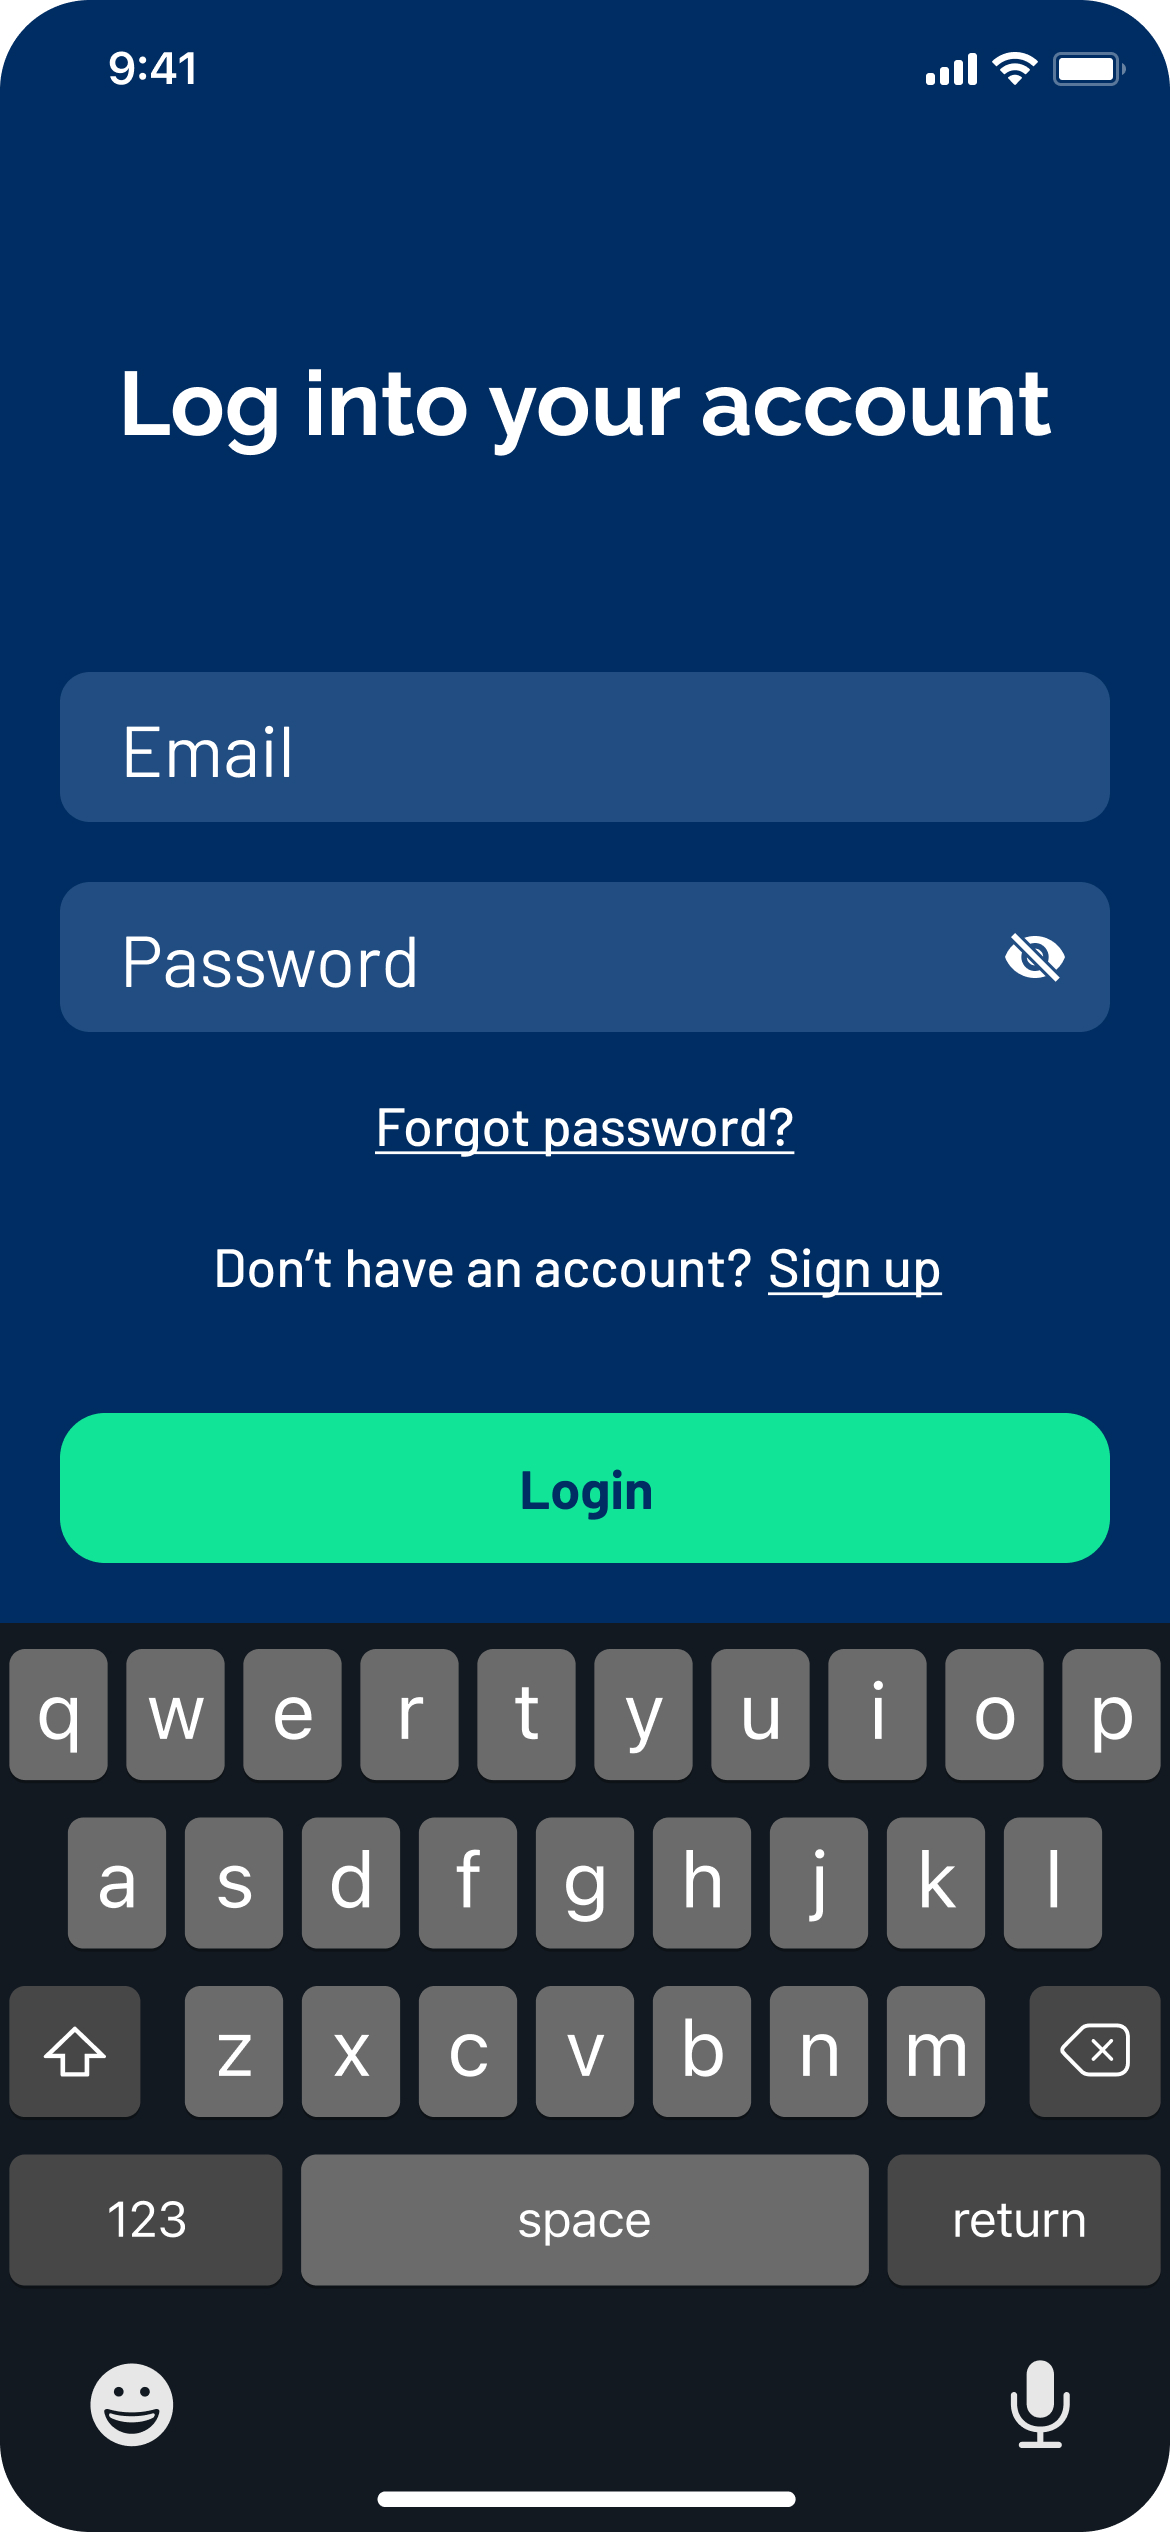 9:41
Log into your account
Email
Password
Forgot password?
Don’t have an account? Sign up
Login
q w e r t y u i o p
a s d f g h j k l
z x c v b n m
123 space return